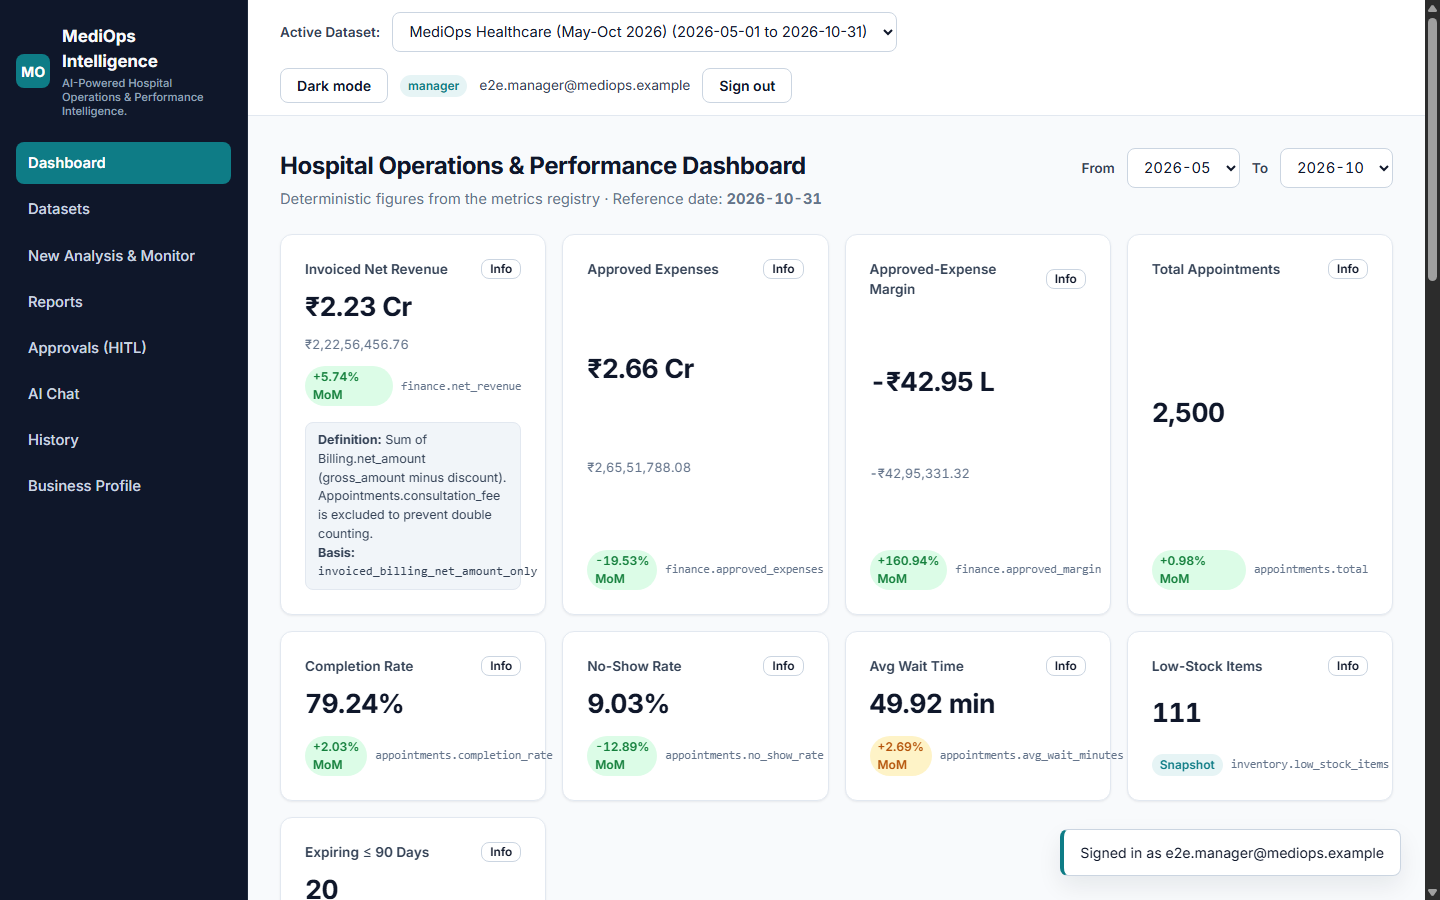 MO
MediOps
Intelligence
AI-Powered Hospital
Operations & Performance
Intelligence.
Dashboard
Datasets
New Analysis & Monitor
Reports
Approvals (HITL)
AI Chat
History
Business Profile
Active Dataset: MediOps Healthcare (May-Oct 2026) (2026-05-01 to 2026-10-31)
Dark mode manager e2e.manager@mediops.example Sign out
Hospital Operations & Performance Dashboard
Deterministic figures from the metrics registry · Reference date: 2026-10-31
From 2026-05 To 2026-10
Invoiced Net Revenue Info
₹2.23 Cr
₹2,22,56,456.76
+5.74%
MoM
finance.net_revenue
Definition: Sum of
Billing.net_amount
(gross_amount minus discount).
Appointments.consultation_fee
is excluded to prevent double
counting.
Basis:
invoiced_billing_net_amount_only
Approved Expenses Info
₹2.66 Cr
₹2,65,51,788.08
-19.53%
MoM
finance.approved_expenses
Approved-Expense
Margin
Info
-₹42.95 L
-₹42,95,331.32
+160.94%
MoM
finance.approved_margin
Total Appointments Info
2,500
+0.98%
MoM
appointments.total
Completion Rate Info
79.24%
+2.03%
MoM
appointments.completion_rate
No-Show Rate Info
9.03%
-12.89%
MoM
appointments.no_show_rate
Avg Wait Time Info
49.92 min
+2.69%
MoM
appointments.avg_wait_minutes
Low-Stock Items Info
111
Snapshot inventory.low_stock_items
Expiring ≤ 90 Days Info
20
Signed in as e2e.manager@mediops.example